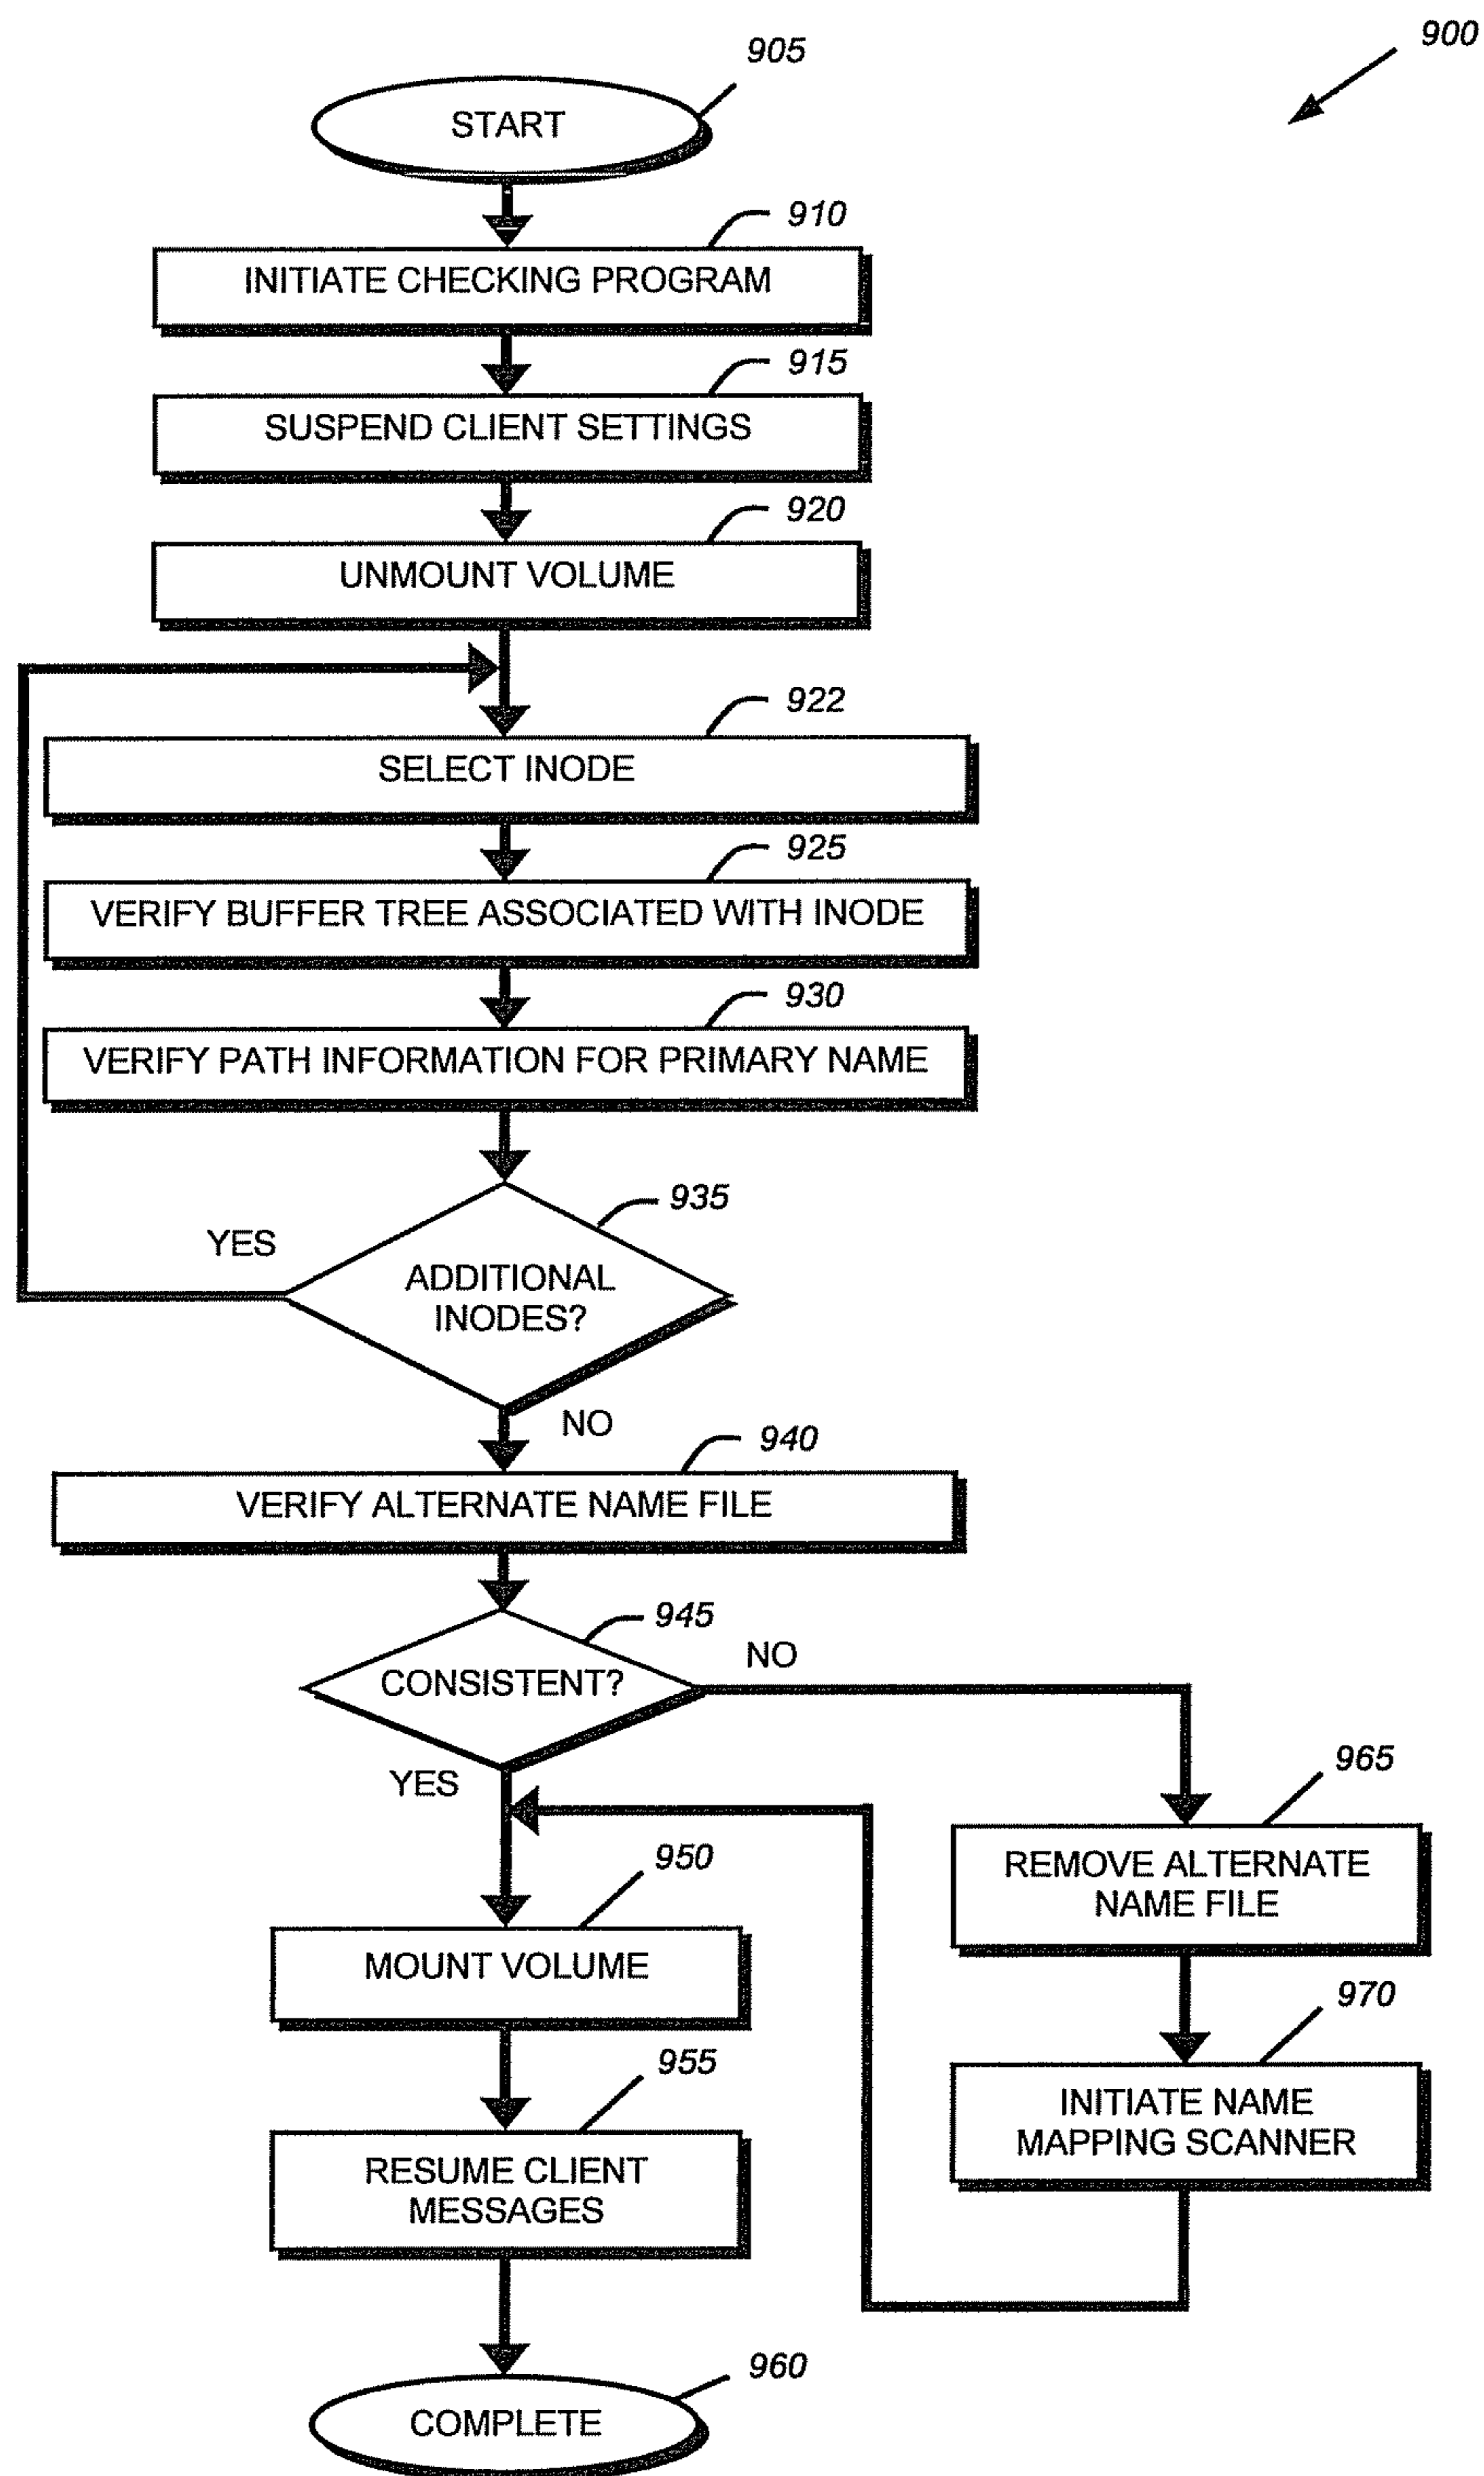 900
905
START
910
INITIATE CHECKING PROGRAM
915
SUSPEND CLIENT SETTINGS
920
UNMOUNT VOLUME
922
SELECT INODE
925
VERIFY BUFFER TREE ASSOCIATED WITH INODE
930
VERIFY PATH INFORMATION FOR PRIMARY NAME
935
YES
ADDITIONAL
INODES?
NO
940
VERIFY ALTERNATE NAME FILE
945
CONSISTENT?
NO
YES
965
REMOVE ALTERNATE
NAME FILE
950
MOUNT VOLUME
970
INITIATE NAME
MAPPING SCANNER
955
RESUME CLIENT
MESSAGES
960
COMPLETE